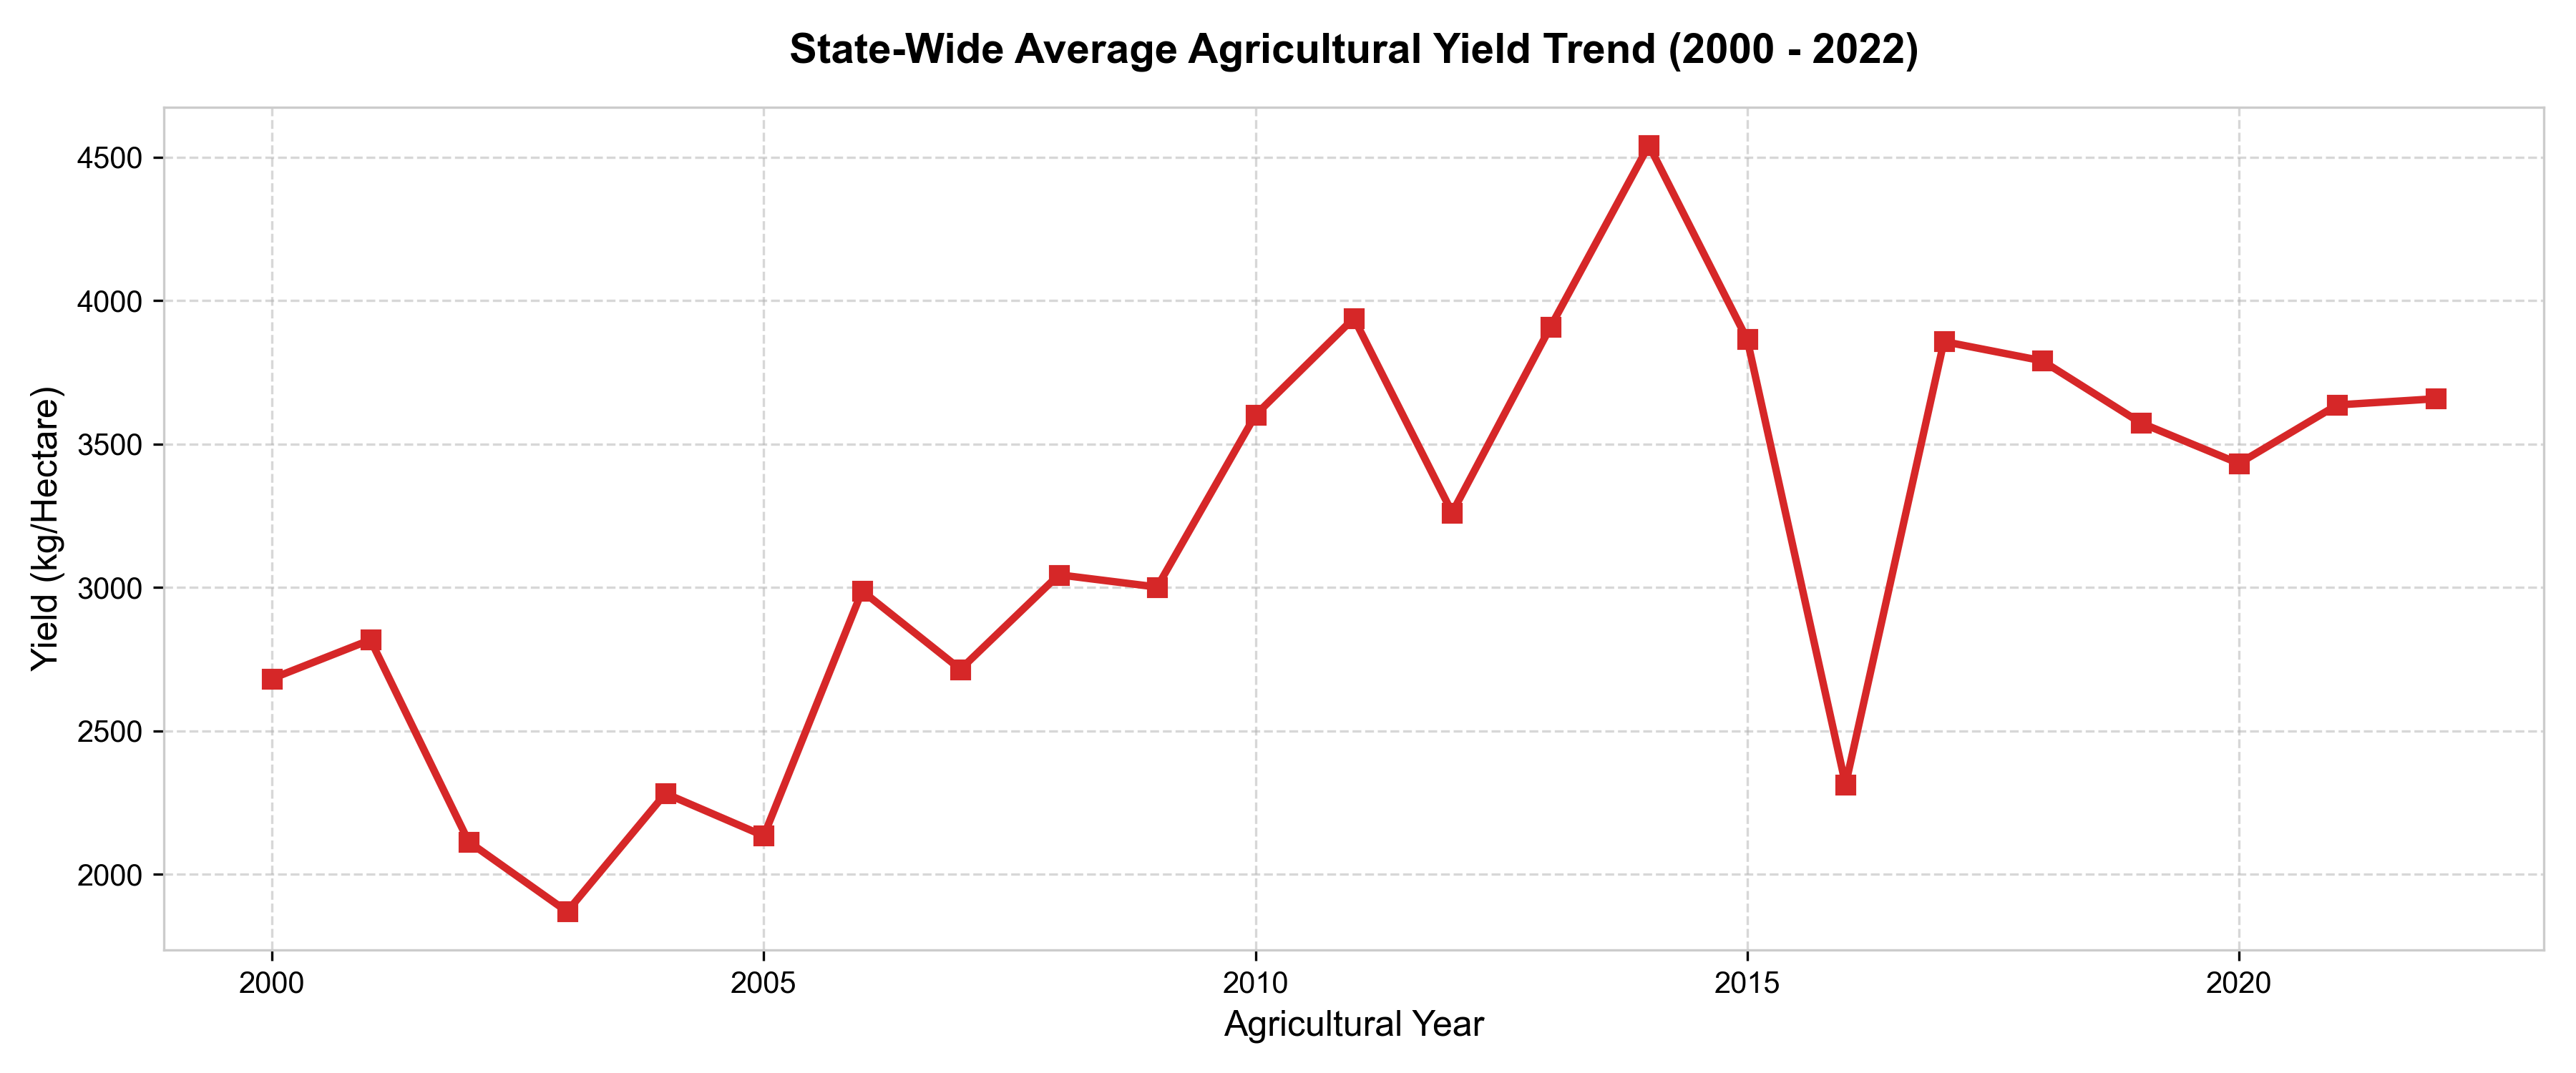 State-Wide Average Agricultural Yield Trend (2000 - 2022)
Yield (kg/Hectare)
4500
4000
3500
3000
2500
2000
2000 2005 2010 2015 2020
Agricultural Year